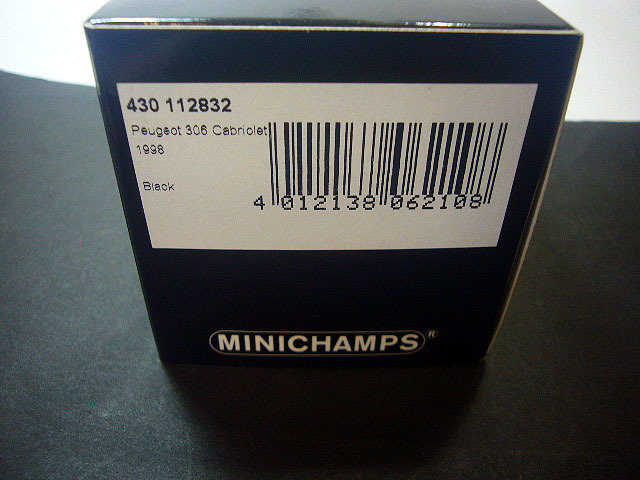 430 112832
Peugeot 306 Cabriolet
1998
Black
4 012138 062108
MINICHAMPS®